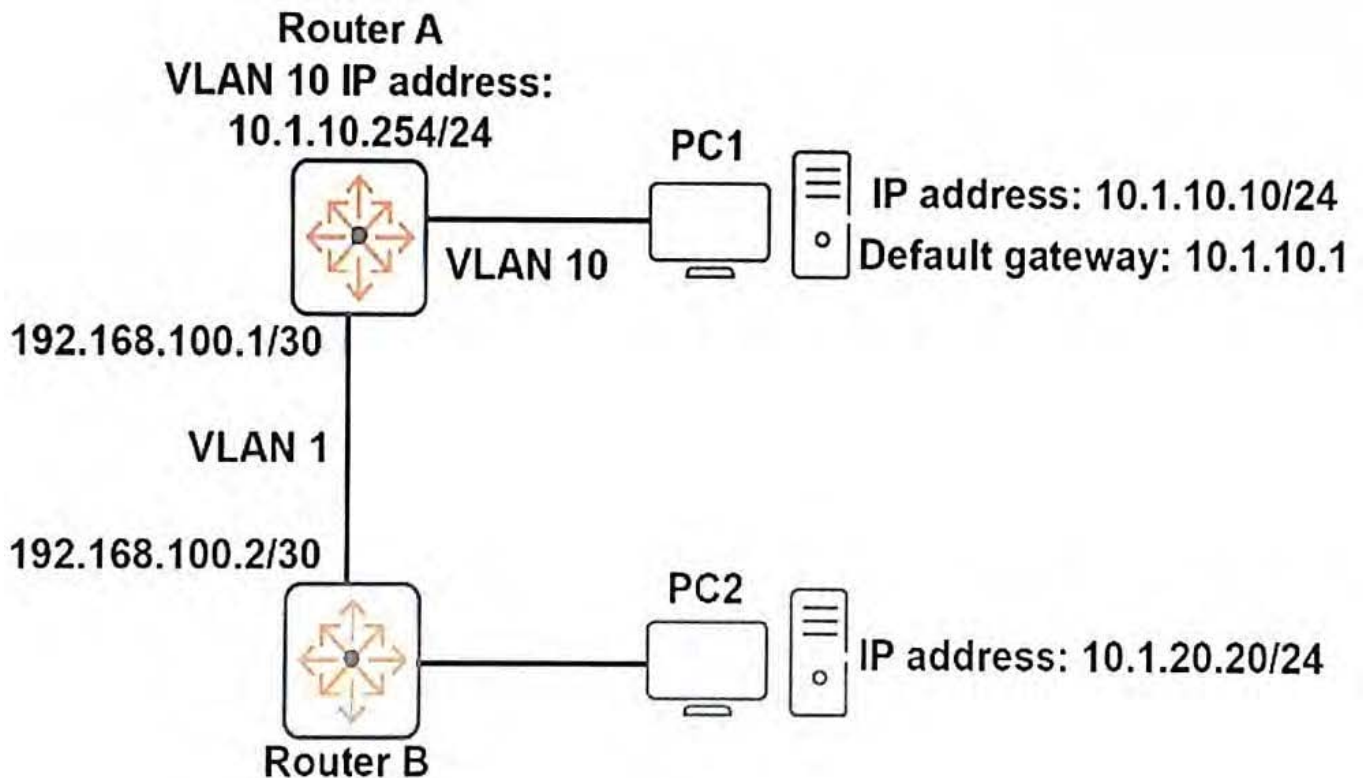 Router A
VLAN 10 IP address:
10.1.10.254/24
PC1
IP address: 10.1.10.10/24
Default gateway: 10.1.10.1
VLAN 10
192.168.100.1/30
VLAN 1
192.168.100.2/30
PC2
IP address: 10.1.20.20/24
Router B